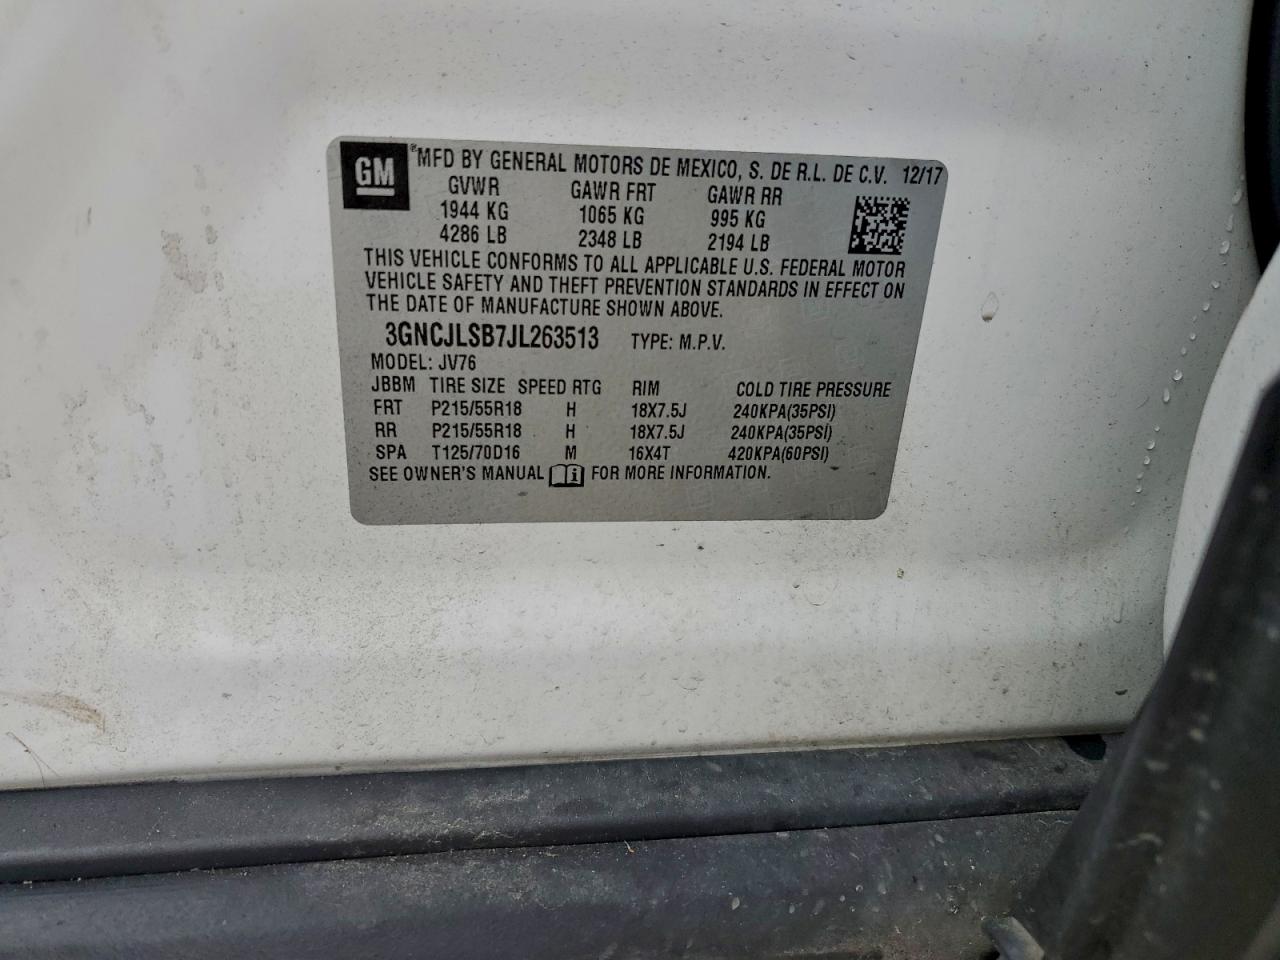 GM ® MFD BY GENERAL MOTORS DE MEXICO, S. DE R.L. DE C.V. 12/17
GVWR GAWR FRT GAWR RR
1944 KG 1065 KG 995 KG
4286 LB 2348 LB 2194 LB
THIS VEHICLE CONFORMS TO ALL APPLICABLE U.S. FEDERAL MOTOR
VEHICLE SAFETY AND THEFT PREVENTION STANDARDS IN EFFECT ON
THE DATE OF MANUFACTURE SHOWN ABOVE.
3GNCJLSB7JL263513 TYPE: M.P.V.
MODEL: JV76
JBBM TIRE SIZE SPEED RTG RIM COLD TIRE PRESSURE
FRT P215/55R18 H 18X7.5J 240KPA(35PSI)
RR P215/55R18 H 18X7.5J 240KPA(35PSI)
SPA T125/70D16 M 16X4T 420KPA(60PSI)
SEE OWNER'S MANUAL FOR MORE INFORMATION.